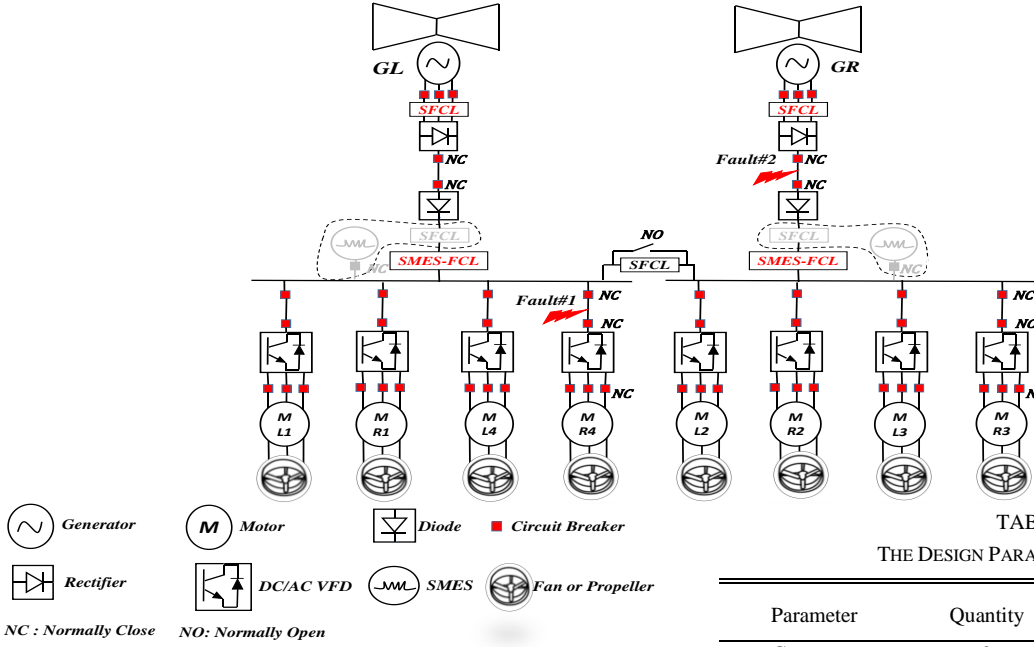 GL
GR
SFCL
SFCL
NC
Fault#2
NC
NC
NC
SFCL
SFCL
NO
SMES-FCL
SFCL
SMES-FCL
NC
NC
Fault#1
NC
NC
NC
NC
NC
M
L1
M
R1
M
L4
M
R4
M
L2
M
R2
M
L3
M
R3
Generator
M
Motor
Diode
Circuit Breaker
Rectifier
DC/AC VFD
SMES
Fan or Propeller
NC : Normally Close
NO: Normally Open
TAB
THE DESIGN PARA
Parameter
Quantity